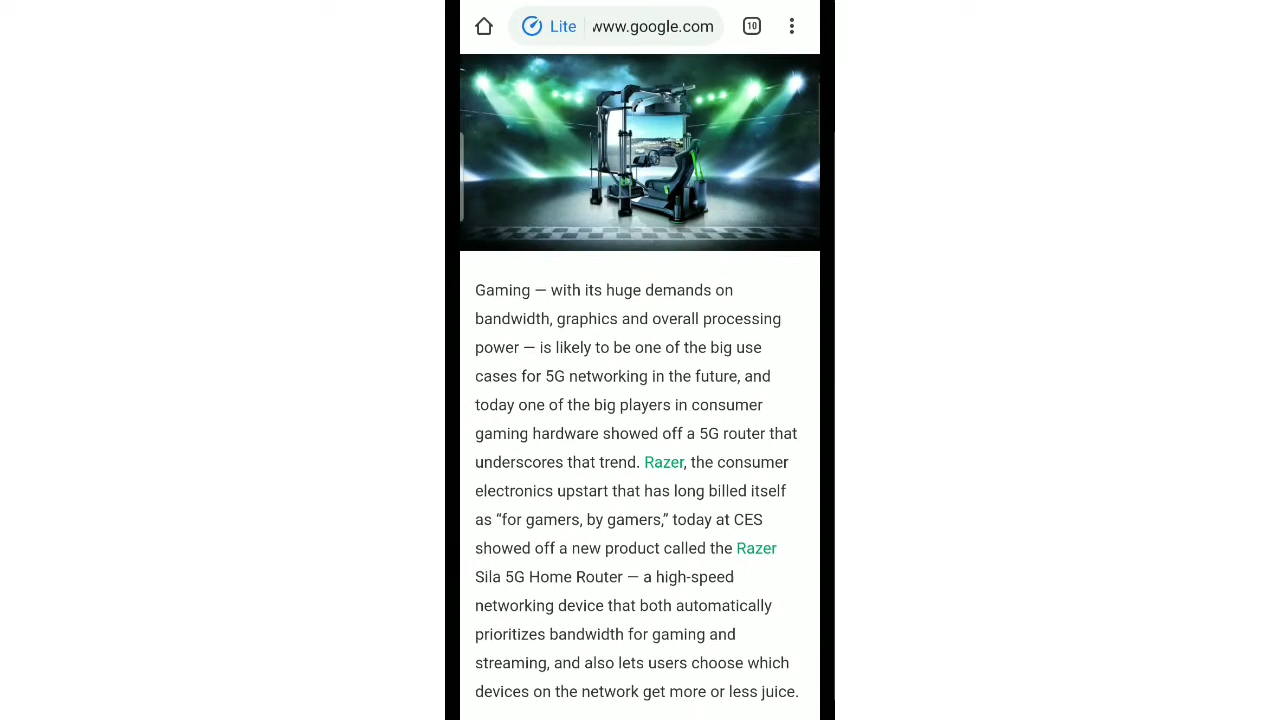 Lite www.google.com 10
Gaming — with its huge demands on
bandwidth, graphics and overall processing
power — is likely to be one of the big use
cases for 5G networking in the future, and
today one of the big players in consumer
gaming hardware showed off a 5G router that
underscores that trend. Razer, the consumer
electronics upstart that has long billed itself
as “for gamers, by gamers,” today at CES
showed off a new product called the Razer
Sila 5G Home Router — a high-speed
networking device that both automatically
prioritizes bandwidth for gaming and
streaming, and also lets users choose which
devices on the network get more or less juice.